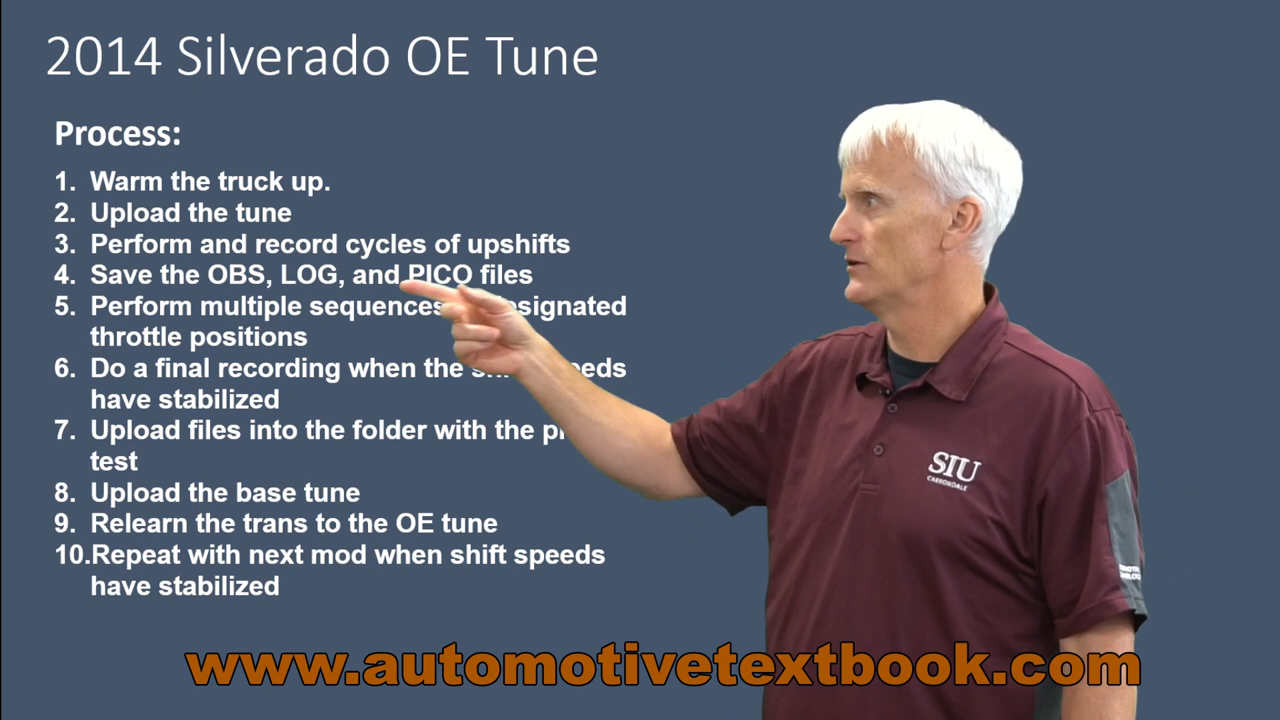 2014 Silverado OE Tune
Process:
1. Warm the truck up.
2. Upload the tune
3. Perform and record cycles of upshifts
4. Save the OBS, LOG, and PICO files
5. Perform multiple sequences
throttle positions
6. Do a final recording when the
have stabilized
7. Upload files into the folder with the
test
8. Upload the base tune
9. Relearn the trans to the OE tune
10.Repeat with next mod when shift speeds
have stabilized
SIU
CARBONDALE
www.automotivetextbook.com